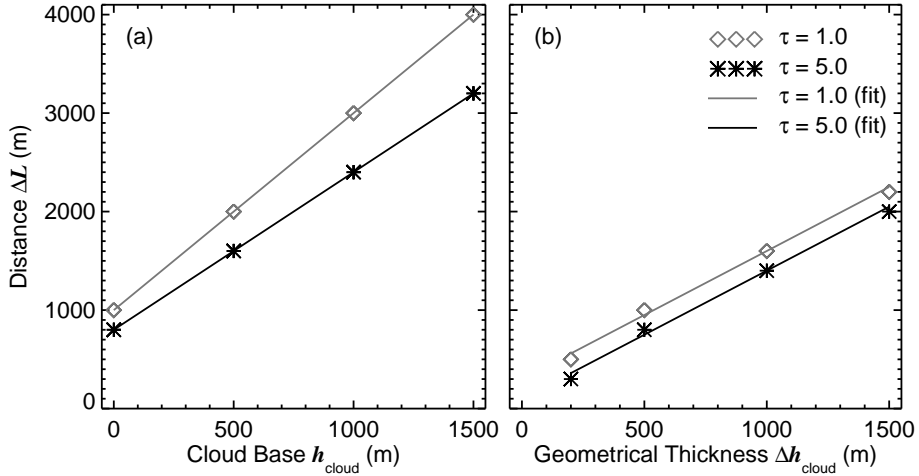 (a)
4000
3000
2000
1000
0
Distance ΔL (m)
0 500 1000 1500
Cloud Base h_cloud (m)
(b)
τ = 1.0
τ = 5.0
τ = 1.0 (fit)
τ = 5.0 (fit)
0 500 1000 1500
Geometrical Thickness Δh_cloud (m)